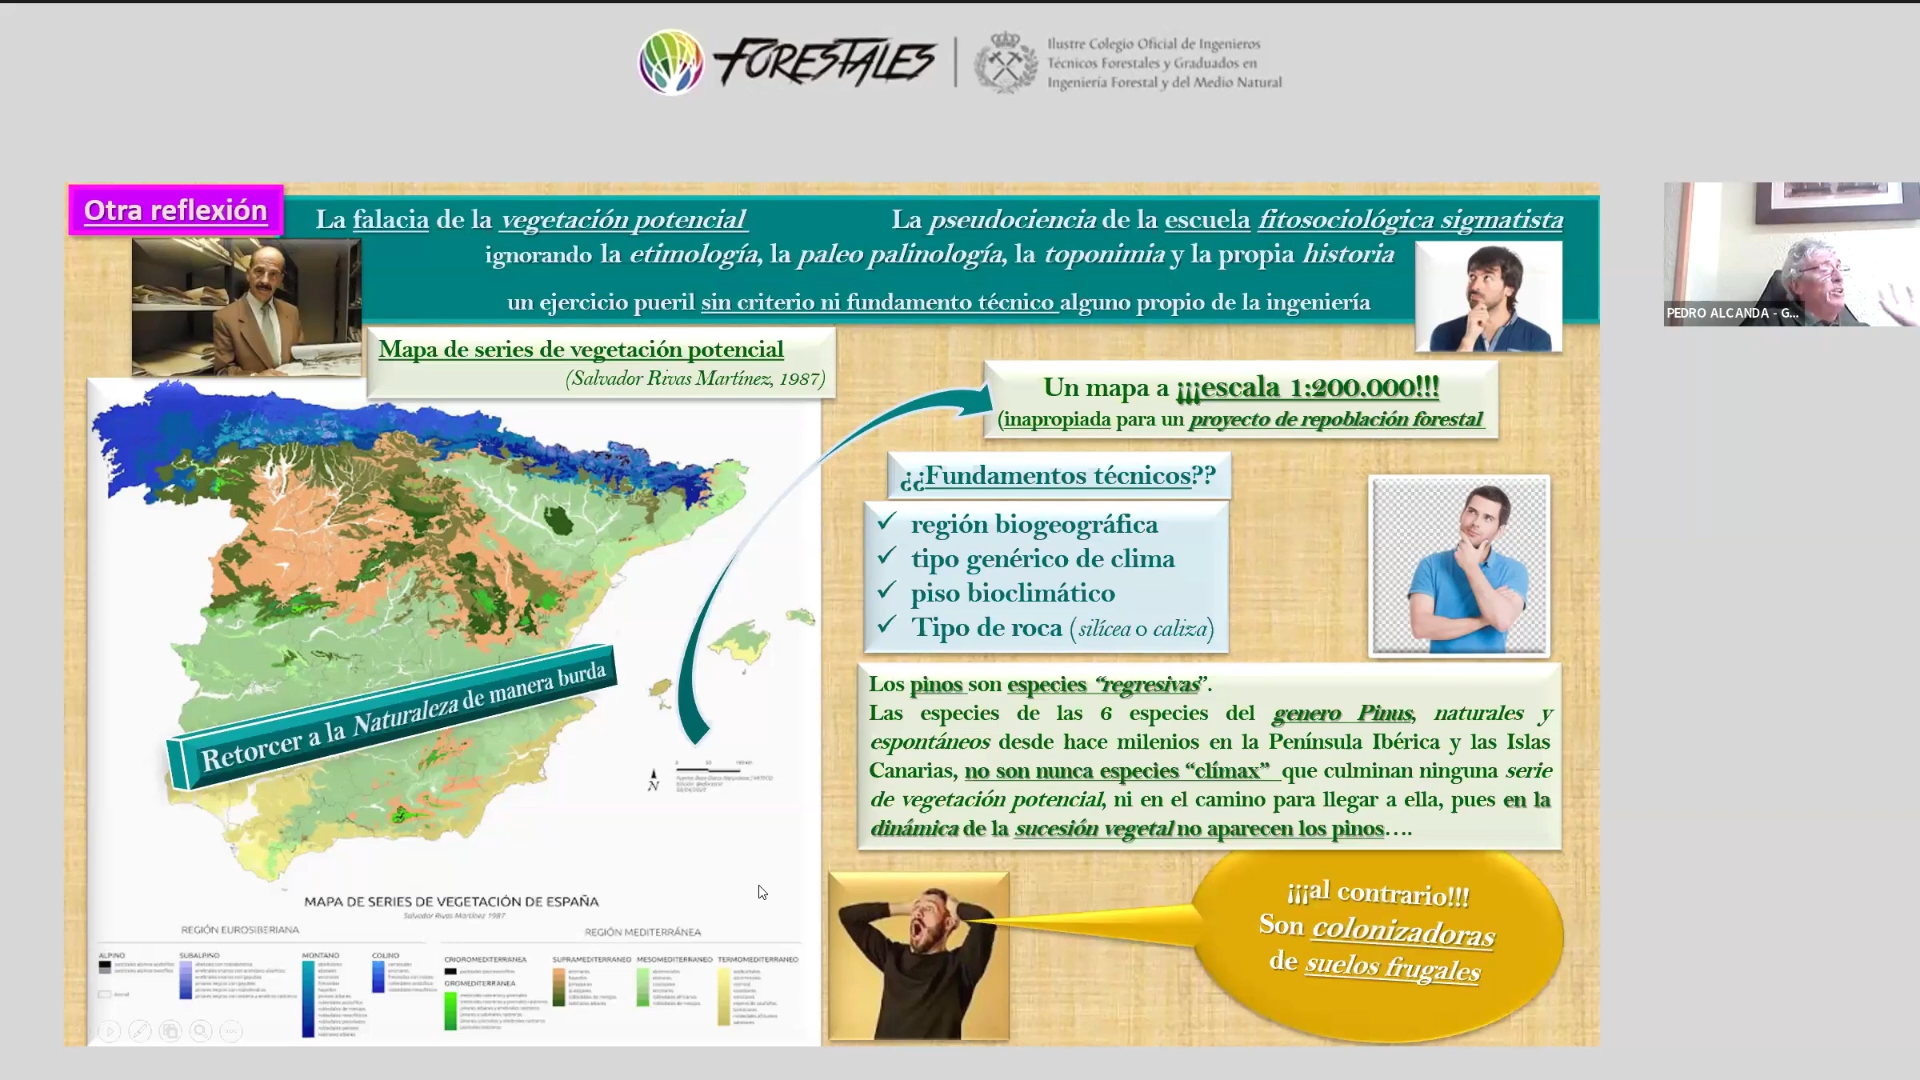 FORESTALES
Ilustre Colegio Oficial de Ingenieros
Técnicos Forestales y Graduados en
Ingeniería Forestal y del Medio Natural
Otra reflexión
La falacia de la vegetación potencial
La pseudociencia de la escuela fitosociológica sigmatista
ignorando la etimología, la paleo palinología, la toponimia y la propia historia
un ejercicio pueril sin criterio ni fundamento técnico alguno propio de la ingeniería
PEDRO ALCANDA - G...
Mapa de series de vegetación potencial
(Salvador Rivas Martínez, 1987)
Un mapa a ¡¡¡escala 1:200.000!!!
(inapropiada para un proyecto de repoblación forestal
¿¿Fundamentos técnicos??
✓ región biogeográfica
✓ tipo genérico de clima
✓ piso bioclimático
✓ Tipo de roca (silícea o caliza)
Retorcer a la Naturaleza de manera burda
Los pinos son especies “regresivas”.
Las especies de las 6 especies del genero Pinus, naturales y
espontáneos desde hace milenios en la Península Ibérica y las Islas
Canarias, no son nunca especies “clímax” que culminan ninguna serie
de vegetación potencial, ni en el camino para llegar a ella, pues en la
dinámica de la sucesión vegetal no aparecen los pinos….
¡¡¡al contrario!!!
Son colonizadoras
de suelos frugales
N
MAPA DE SERIES DE VEGETACIÓN DE ESPAÑA
Salvador Rivas Martínez 1987
REGIÓN EUROSIBERIANA
REGIÓN MEDITERRÁNEA
ALPINO
SUBALPINO
MONTANO
COLINO
CRIOROMEDITERRANEA
OROMEDITERRANEA
SUPRAMEDITERRANEO
MESOMEDITERRANEO
TERMOMEDITERRANEO